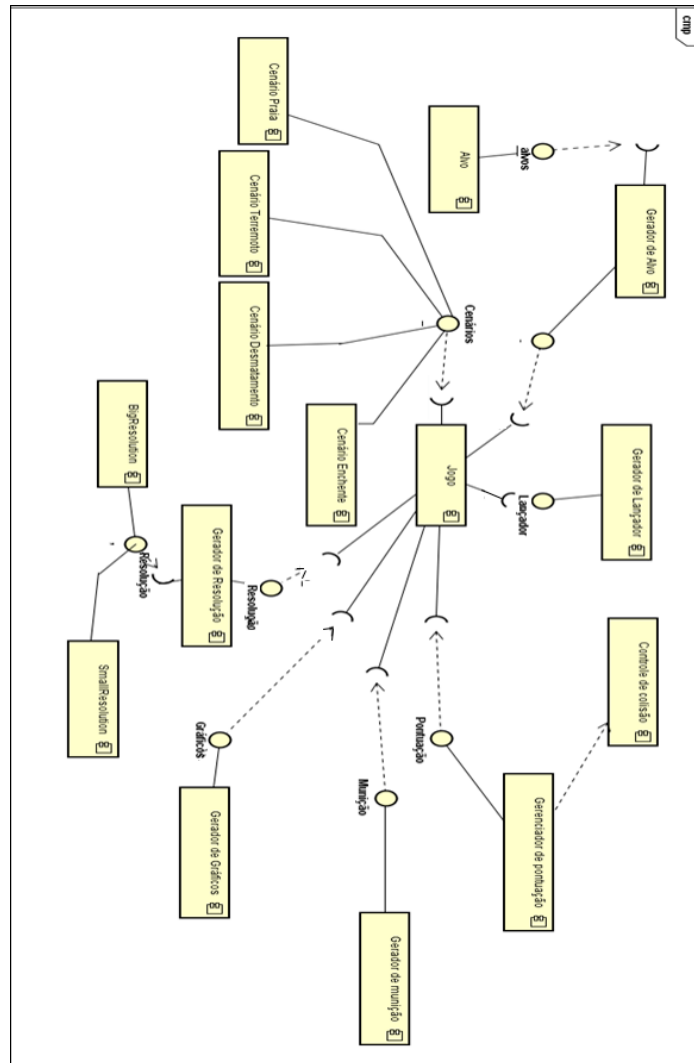 cmp
Gerador de Alvo
Gerador de Lançador
Controle de colisão
alvos
Lançador
Gerenciador de pontuação
Alvo
Cenários
Jogo
Pontuação
Gerador de munição
Munição
Cenário Enchente
Cenário Praia
Cenário Terremoto
Cenário Desmatamento
Resolução
Gerador de Resolução
Gerador de Gráficos
Gráficos
Resolução
BigResolution
SmallResolution